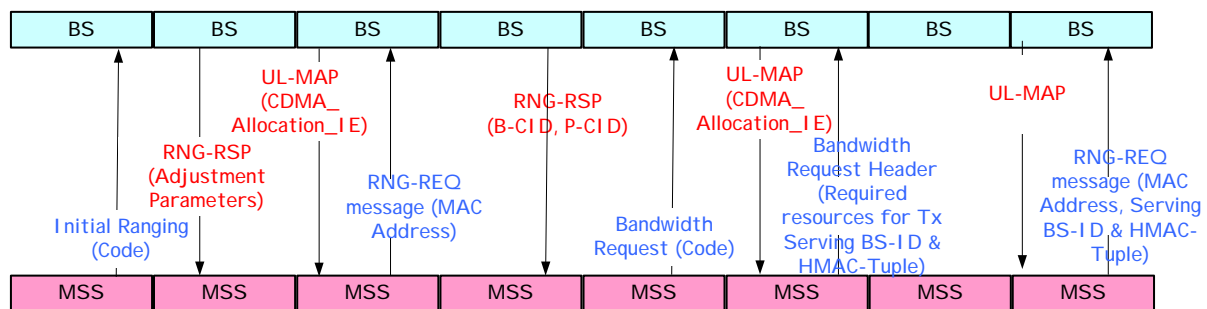 BS BS BS BS BS BS BS BS
Initial Ranging
(Code)
RNG-RSP
(Adjustment
Parameters)
UL-MAP
(CDMA_
Allocation_IE)
RNG-REQ
message (MAC
Address)
RNG-RSP
(B-CID, P-CID)
Bandwidth
Request (Code)
UL-MAP
(CDMA_
Allocation_IE)
Bandwidth
Request Header
(Required
resources for Tx
Serving BS-ID &
HMAC-Tuple)
UL-MAP
RNG-REQ
message (MAC
Address, Serving
BS-ID & HMAC-
Tuple)
MSS MSS MSS MSS MSS MSS MSS MSS